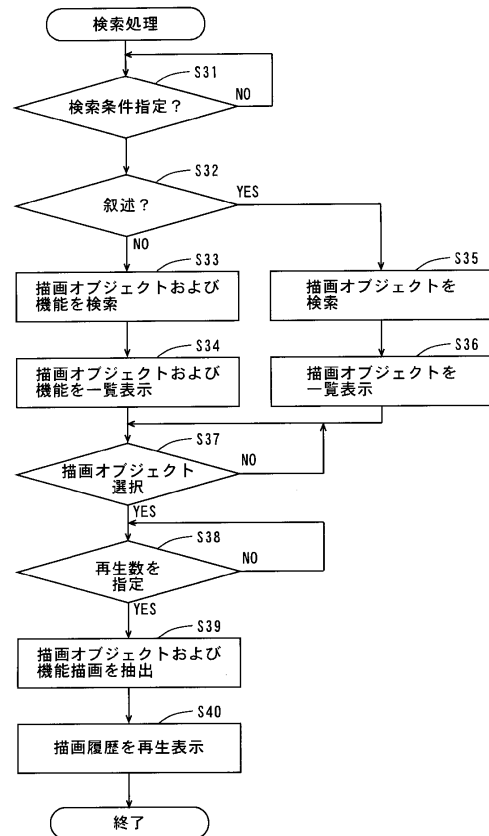 検索処理
S31
検索条件指定?
NO
S32
叙述?
YES
NO
S33
描画オブジェクトおよび
機能を検索
S35
描画オブジェクトを
検索
S34
描画オブジェクトおよび
機能を一覧表示
S36
描画オブジェクトを
一覧表示
S37
描画オブジェクト
選択
NO
YES
S38
再生数を
指定
NO
YES
S39
描画オブジェクトおよび
機能描画を抽出
S40
描画履歴を再生表示
終了